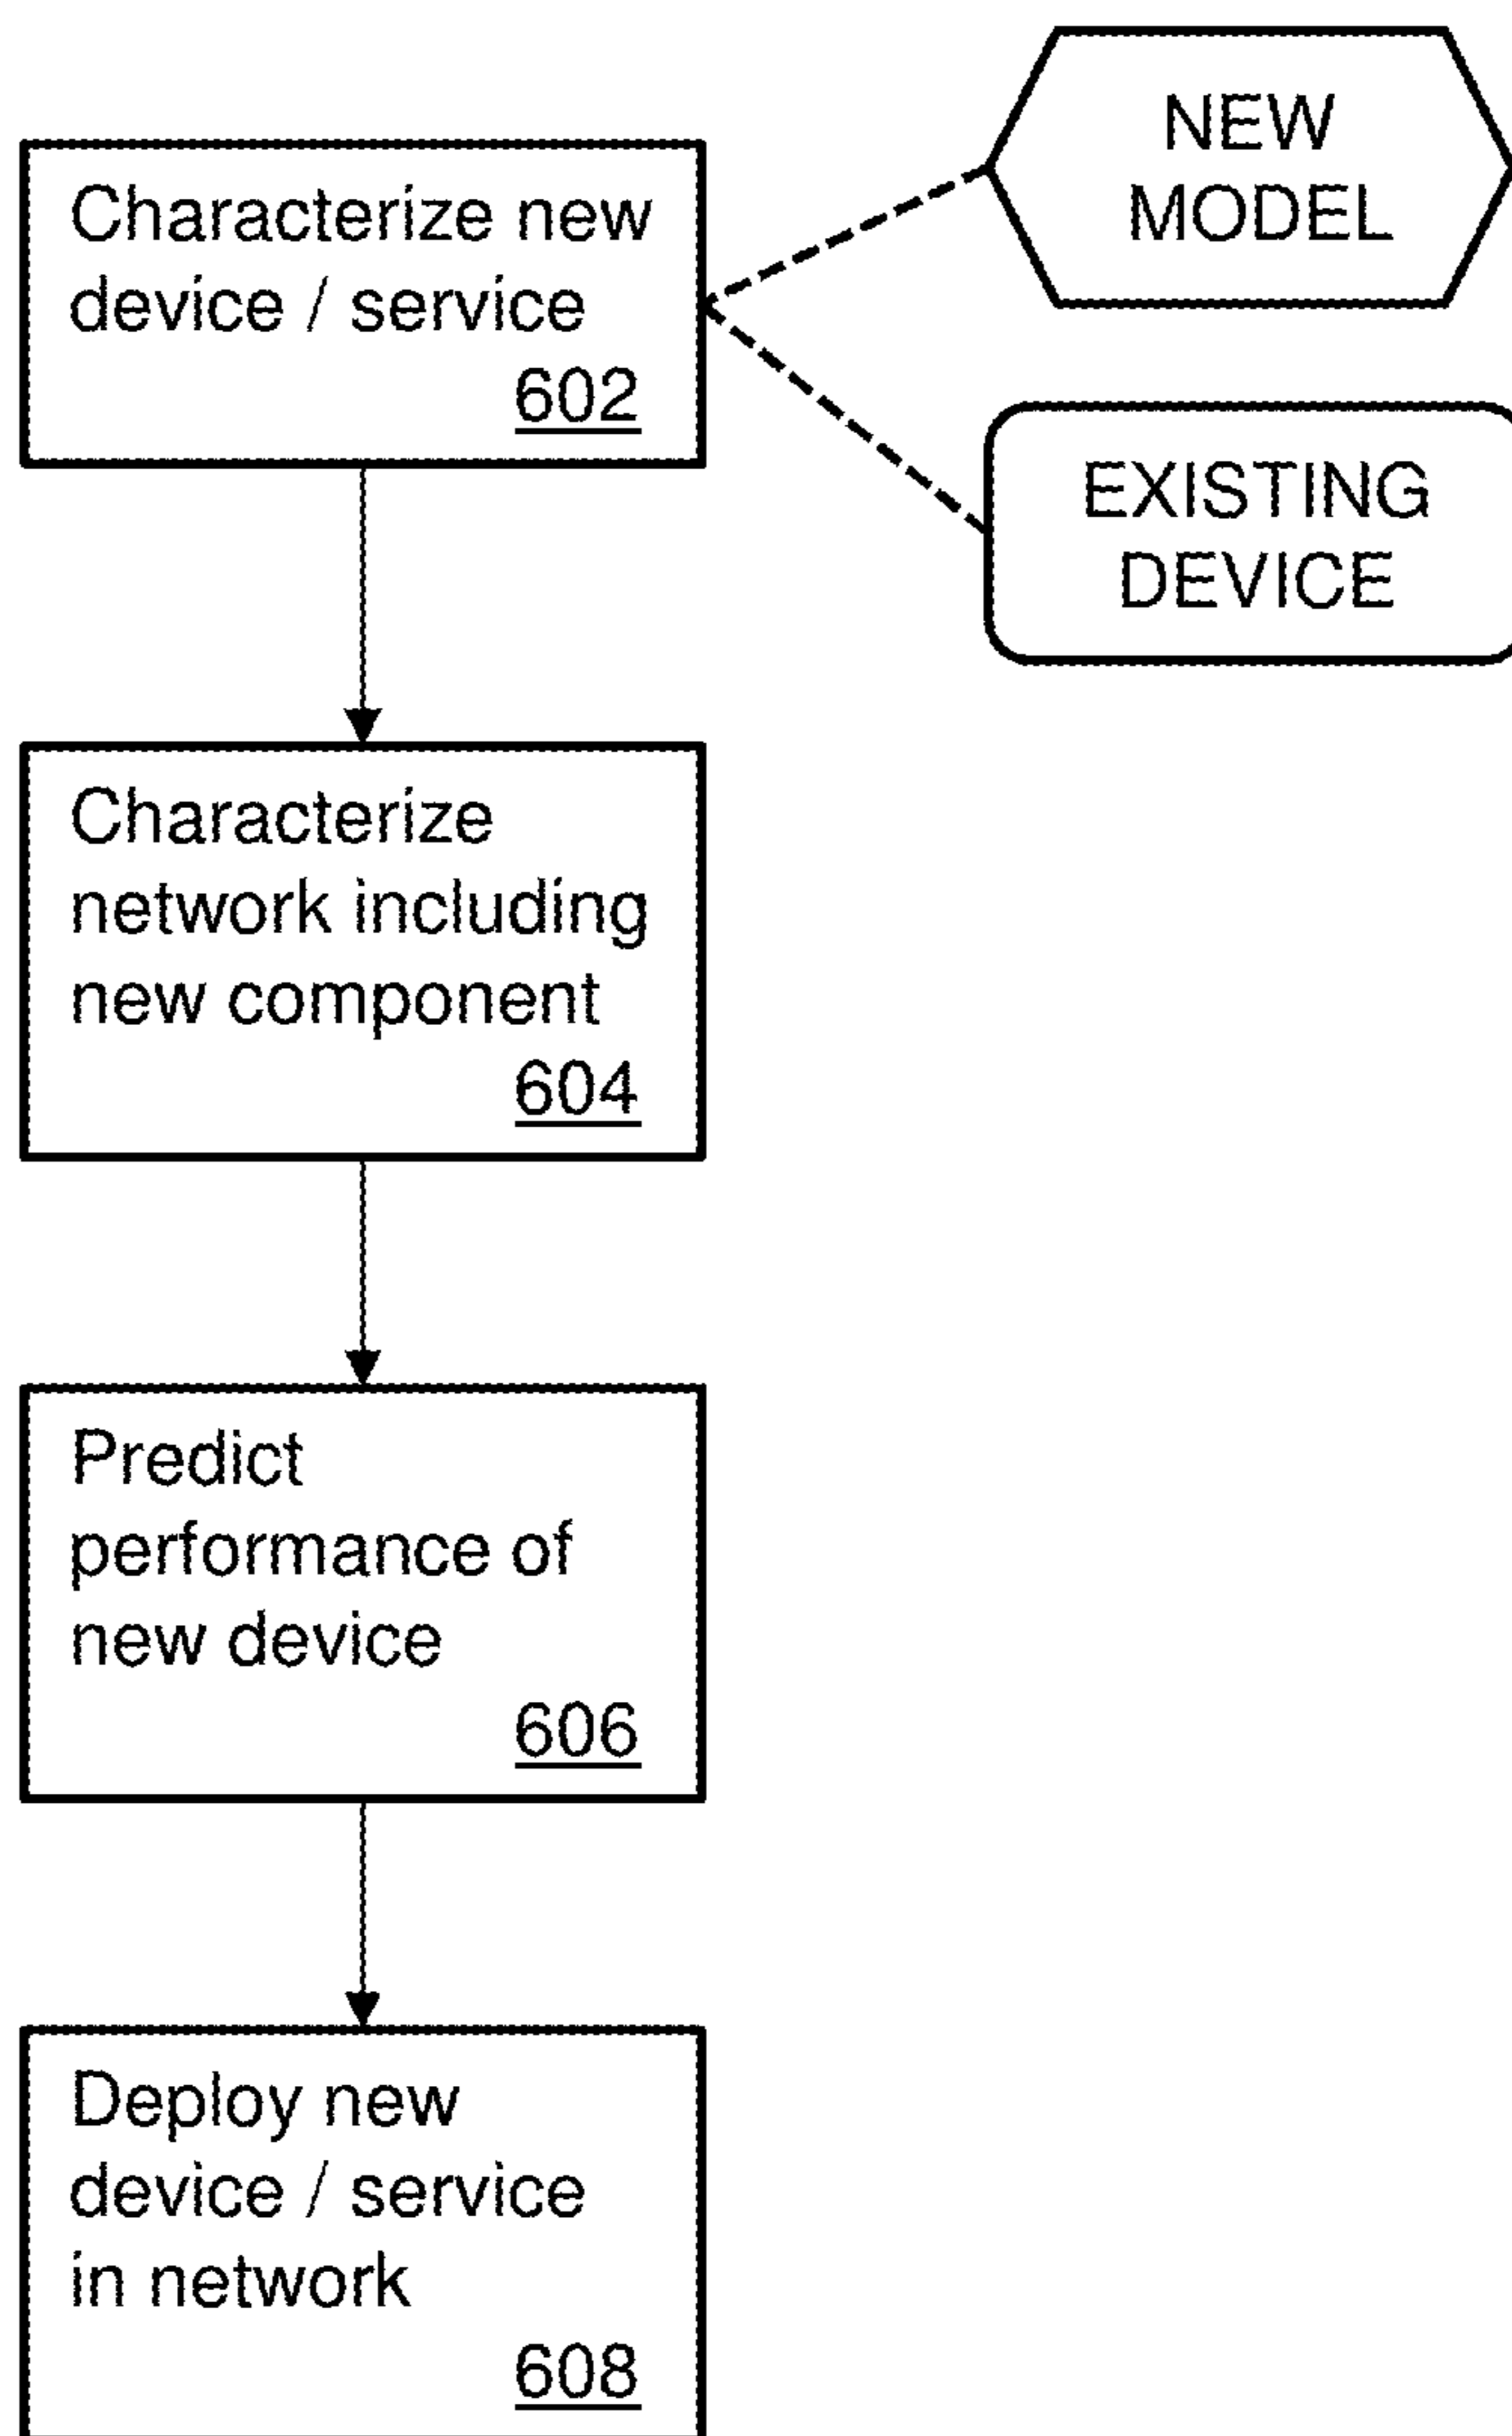 Characterize new
device / service
602
NEW
MODEL
EXISTING
DEVICE
Characterize
network including
new component
604
Predict
performance of
new device
606
Deploy new
device / service
in network
608